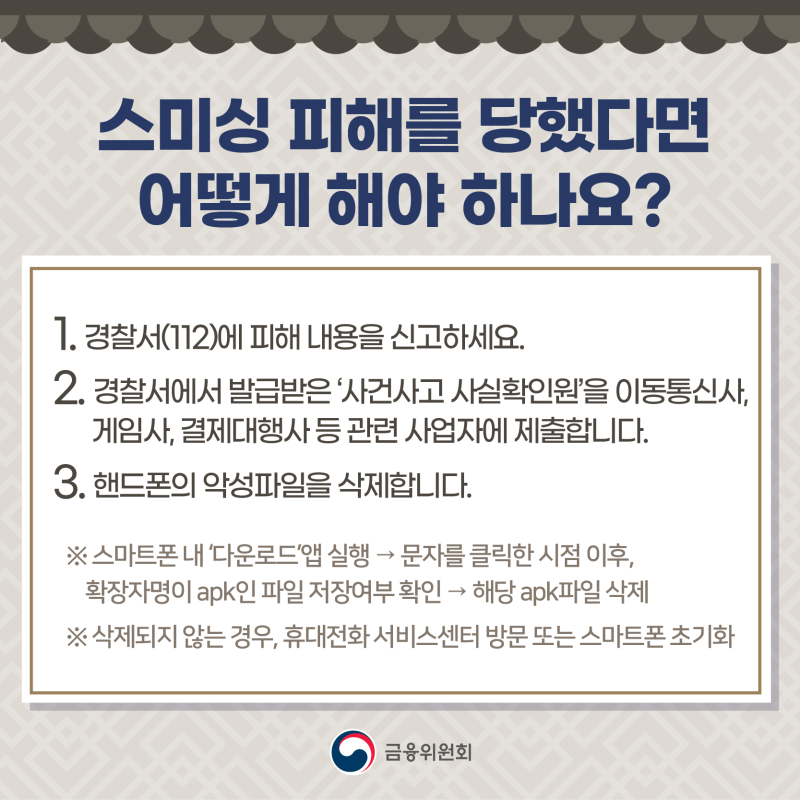 스미싱 피해를 당했다면
어떻게 해야 하나요?
1. 경찰서(112)에 피해 내용을 신고하세요.
2. 경찰서에서 발급받은 ‘사건사고 사실확인원’을 이동통신사,
게임사, 결제대행사 등 관련 사업자에 제출합니다.
3. 핸드폰의 악성파일을 삭제합니다.
※ 스마트폰 내 ‘다운로드’앱 실행 → 문자를 클릭한 시점 이후,
확장자명이 apk인 파일 저장여부 확인 → 해당 apk파일 삭제
※ 삭제되지 않는 경우, 휴대전화 서비스센터 방문 또는 스마트폰 초기화
금융위원회